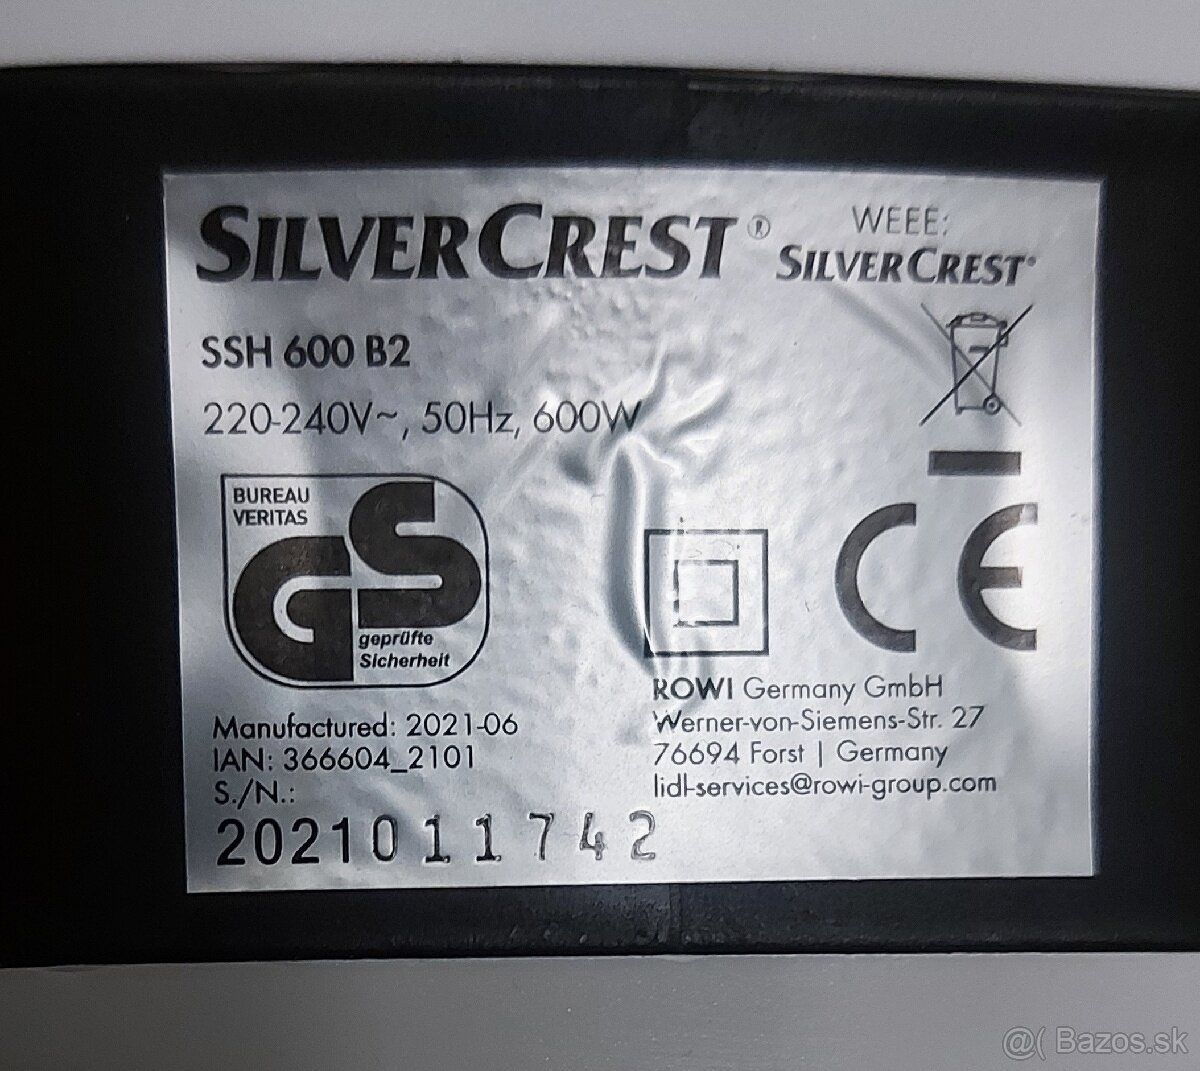 SILVERCREST®
WEEE:
SILVERCREST®
SSH 600 B2
220-240V~, 50Hz, 600W
BUREAU
VERITAS
GS
geprüfte
Sicherheit
CE
Manufactured: 2021-06
IAN: 366604_2101
S./N.:
2021011742
ROWI Germany GmbH
Werner-von-Siemens-Str. 27
76694 Forst | Germany
lidl-services@rowi-group.com
@( Bazos.sk